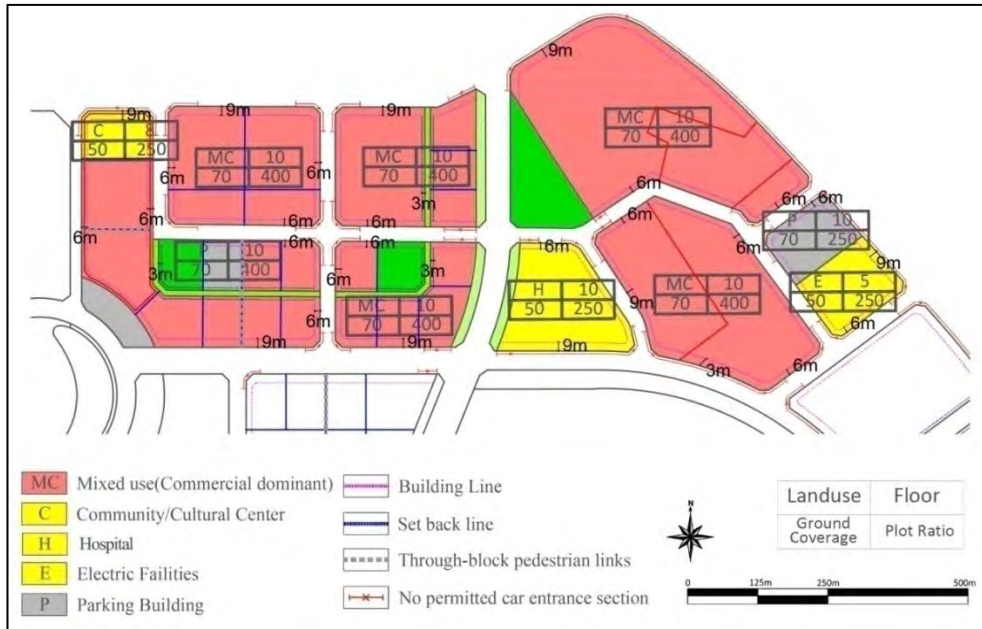 9m
9m
9m
9m
C
50 250
MC 10
70 400
MC 10
70 400
MC 10
70 400
6m
6m
3m
6m
6m
6m
6m
6m
6m
6m
P 10
70 250
6m
6m
6m
6m
3m
10
70 400
6m
3m
9m
E 5
50 250
H 10
50 250
MC 10
70 400
6m
MC 10
70 400
9m
6m
9m
9m
9m
3m
6m
MC Mixed use(Commercial dominant)
C Community/Cultural Center
H Hospital
E Electric Failities
P Parking Building
Building Line
Set back line
Through-block pedestrian links
No permitted car entrance section
N
Landuse Floor
Ground Coverage Plot Ratio
0 125m 250m 500m